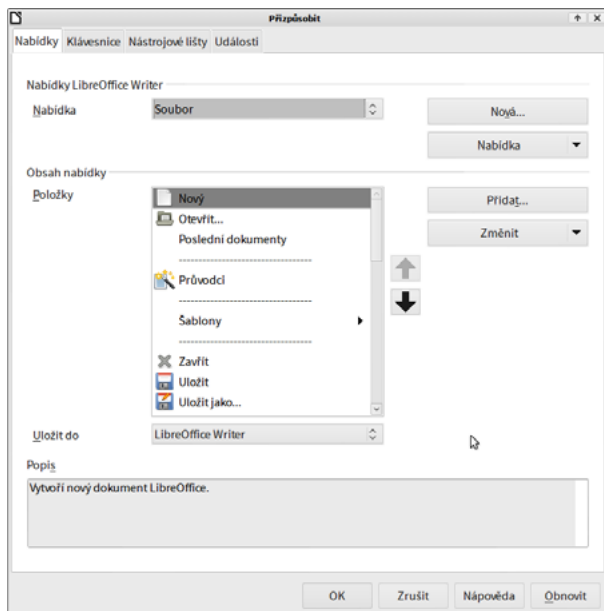 Přizpůsobit
Nabídky Klávesnice Nástrojové lišty Události
Nabídky LibreOffice Writer
Nabídka Soubor Nová...
Nabídka
Obsah nabídky
Položky Nový Přidat...
Otevřít...
Poslední dokumenty Změnit
Průvodci
Šablony
Zavřít
Uložit
Uložit jako...
Uložit do LibreOffice Writer
Popis
Vytvoří nový dokument LibreOffice.
OK Zrušit Nápověda Obnovit